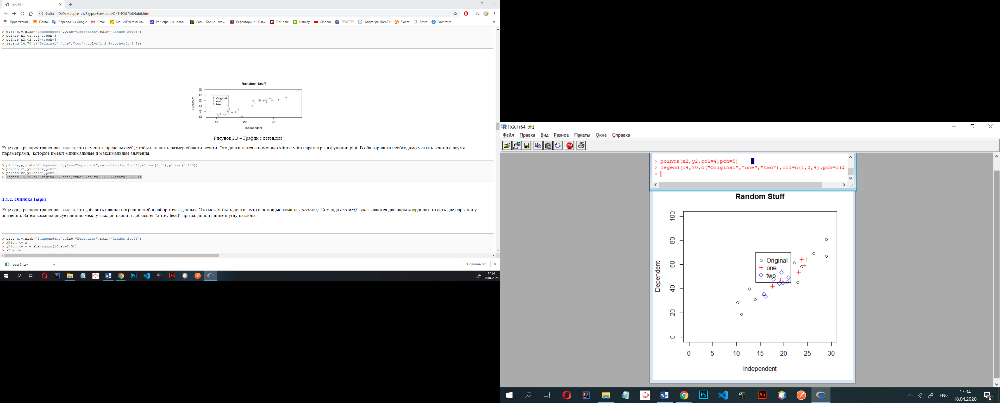 lab6.htm
Файл D:/Университет/3курс/6семестр/СиТИОД/lb6/lab6.htm
Приложения Почта Переводчик Google Gmail Мой AliExpress: Уп... Регистрация новог... Лапин Борис - ска... Рефакторинг и Пат... GoHome Hata.by Sindom REALT.BY Квартира-Дом.BY Slanet Resta Domovita »
> plot(x,y,xlab="Independent",ylab="Dependent",main="Random Stuff")
> points(x1,y1,col=2,pch=3)
> points(x2,y2,col=4,pch=5)
> legend(14,70,c("Original","one","two"),col=c(1,2,4),pch=c(1,3,5))
Random Stuff
Dependent
30 40 50 60 70 80
Original
one
two
15 20 25
Independent
Рисунок 2.3 – График с легендой
Еще одна распространенная задача, это изменить пределы осей, чтобы изменить размер области печати. Это достигается с помощью xlim и ylim параметры в функции plot. В оба варианта необходимо указать вектор с двумя
параметрами, которые имеют минимальные и максимальные значения.
> plot(x,y,xlab="Independent",ylab="Dependent",main="Random Stuff",xlim=c(0,30),ylim=c(0,100))
> points(x1,y1,col=2,pch=3)
> points(x2,y2,col=4,pch=5)
> legend(14,70,c("Original","one","two"),col=c(1,2,4),pch=c(1,3,5))
2.1.2. Ошибка Бары
Еще одна распространенная задача, это добавить планки погрешностей в набор точек данных. Это может быть достигнуто с помощью команды arrows(). Команда arrows() указываются две пары координат, то есть две пары x и y
значений. Затем команда рисует линию между каждой парой и добавляет “arrow head” при заданной длине и углу наклона.
> plot(x,y,xlab="Independent",ylab="Dependent",main="Random Stuff")
> xHigh <- x
> yHigh <- y + abs(rnorm(10,sd=3.5))
> xLow <- x
trees91.csv
Показать все
17:34
18.04.2020
RGui (64-bit)
Файл Правка Вид Разное Пакеты Окна Справка
STOP
> points(x2,y2,col=4,pch=5)
> legend(14,70,c("Original","one","two"),col=c(1,2,4),pch=c($
>
Random Stuff
Dependent
0 20 40 60 80 100
Original
one
two
0 5 10 15 20 25 30
Independent
ENG
17:34
18.04.2020
6